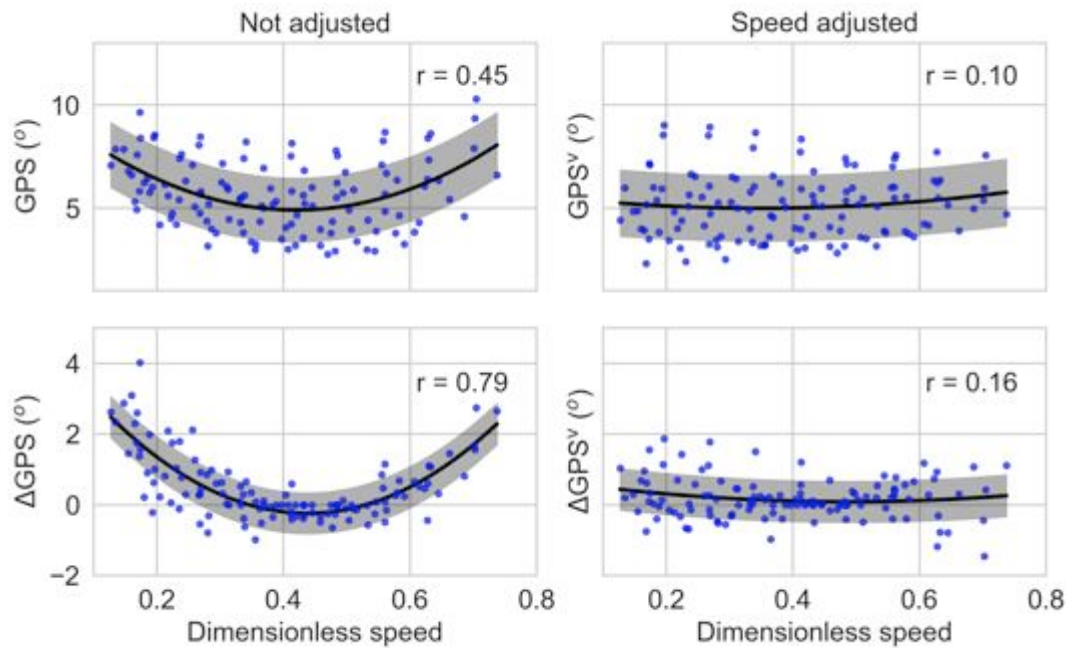 Not adjusted
Speed adjusted
r = 0.45
r = 0.10
10
5
GPS (°)
GPSᵛ (°)
r = 0.79
r = 0.16
4
2
0
−2
ΔGPS (°)
ΔGPSᵛ (°)
0.2 0.4 0.6 0.8
0.2 0.4 0.6 0.8
Dimensionless speed
Dimensionless speed